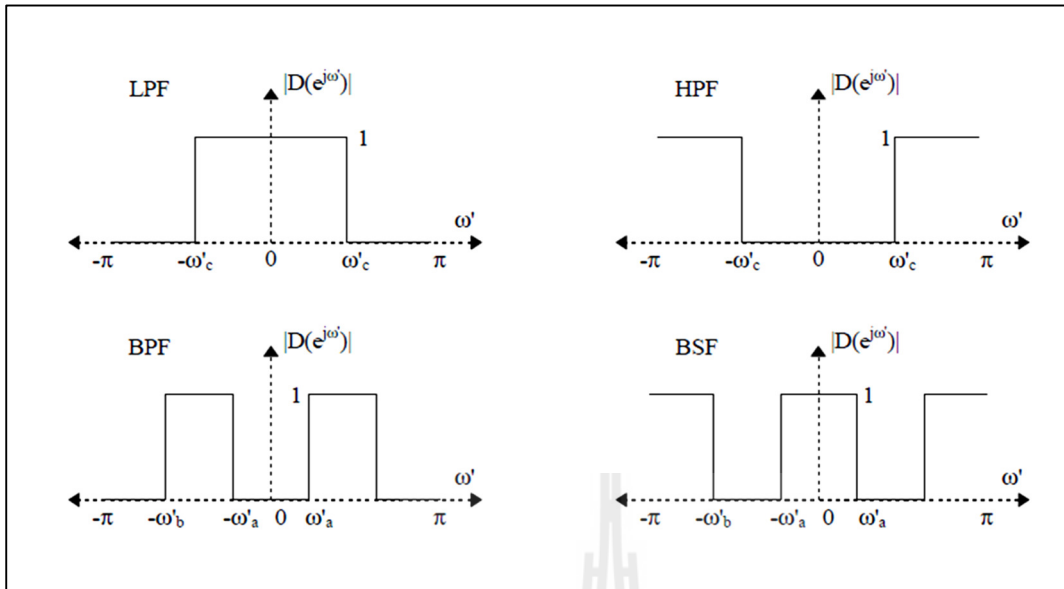 LPF |D(e^jω')|
1
ω'
-π -ω'c 0 ω'c π
HPF |D(e^jω')|
1
ω'
-π -ω'c 0 ω'c π
BPF |D(e^jω')|
1
ω'
-π -ω'b -ω'a 0 ω'a π
BSF |D(e^jω')|
1
ω'
-π -ω'b -ω'a 0 ω'a π